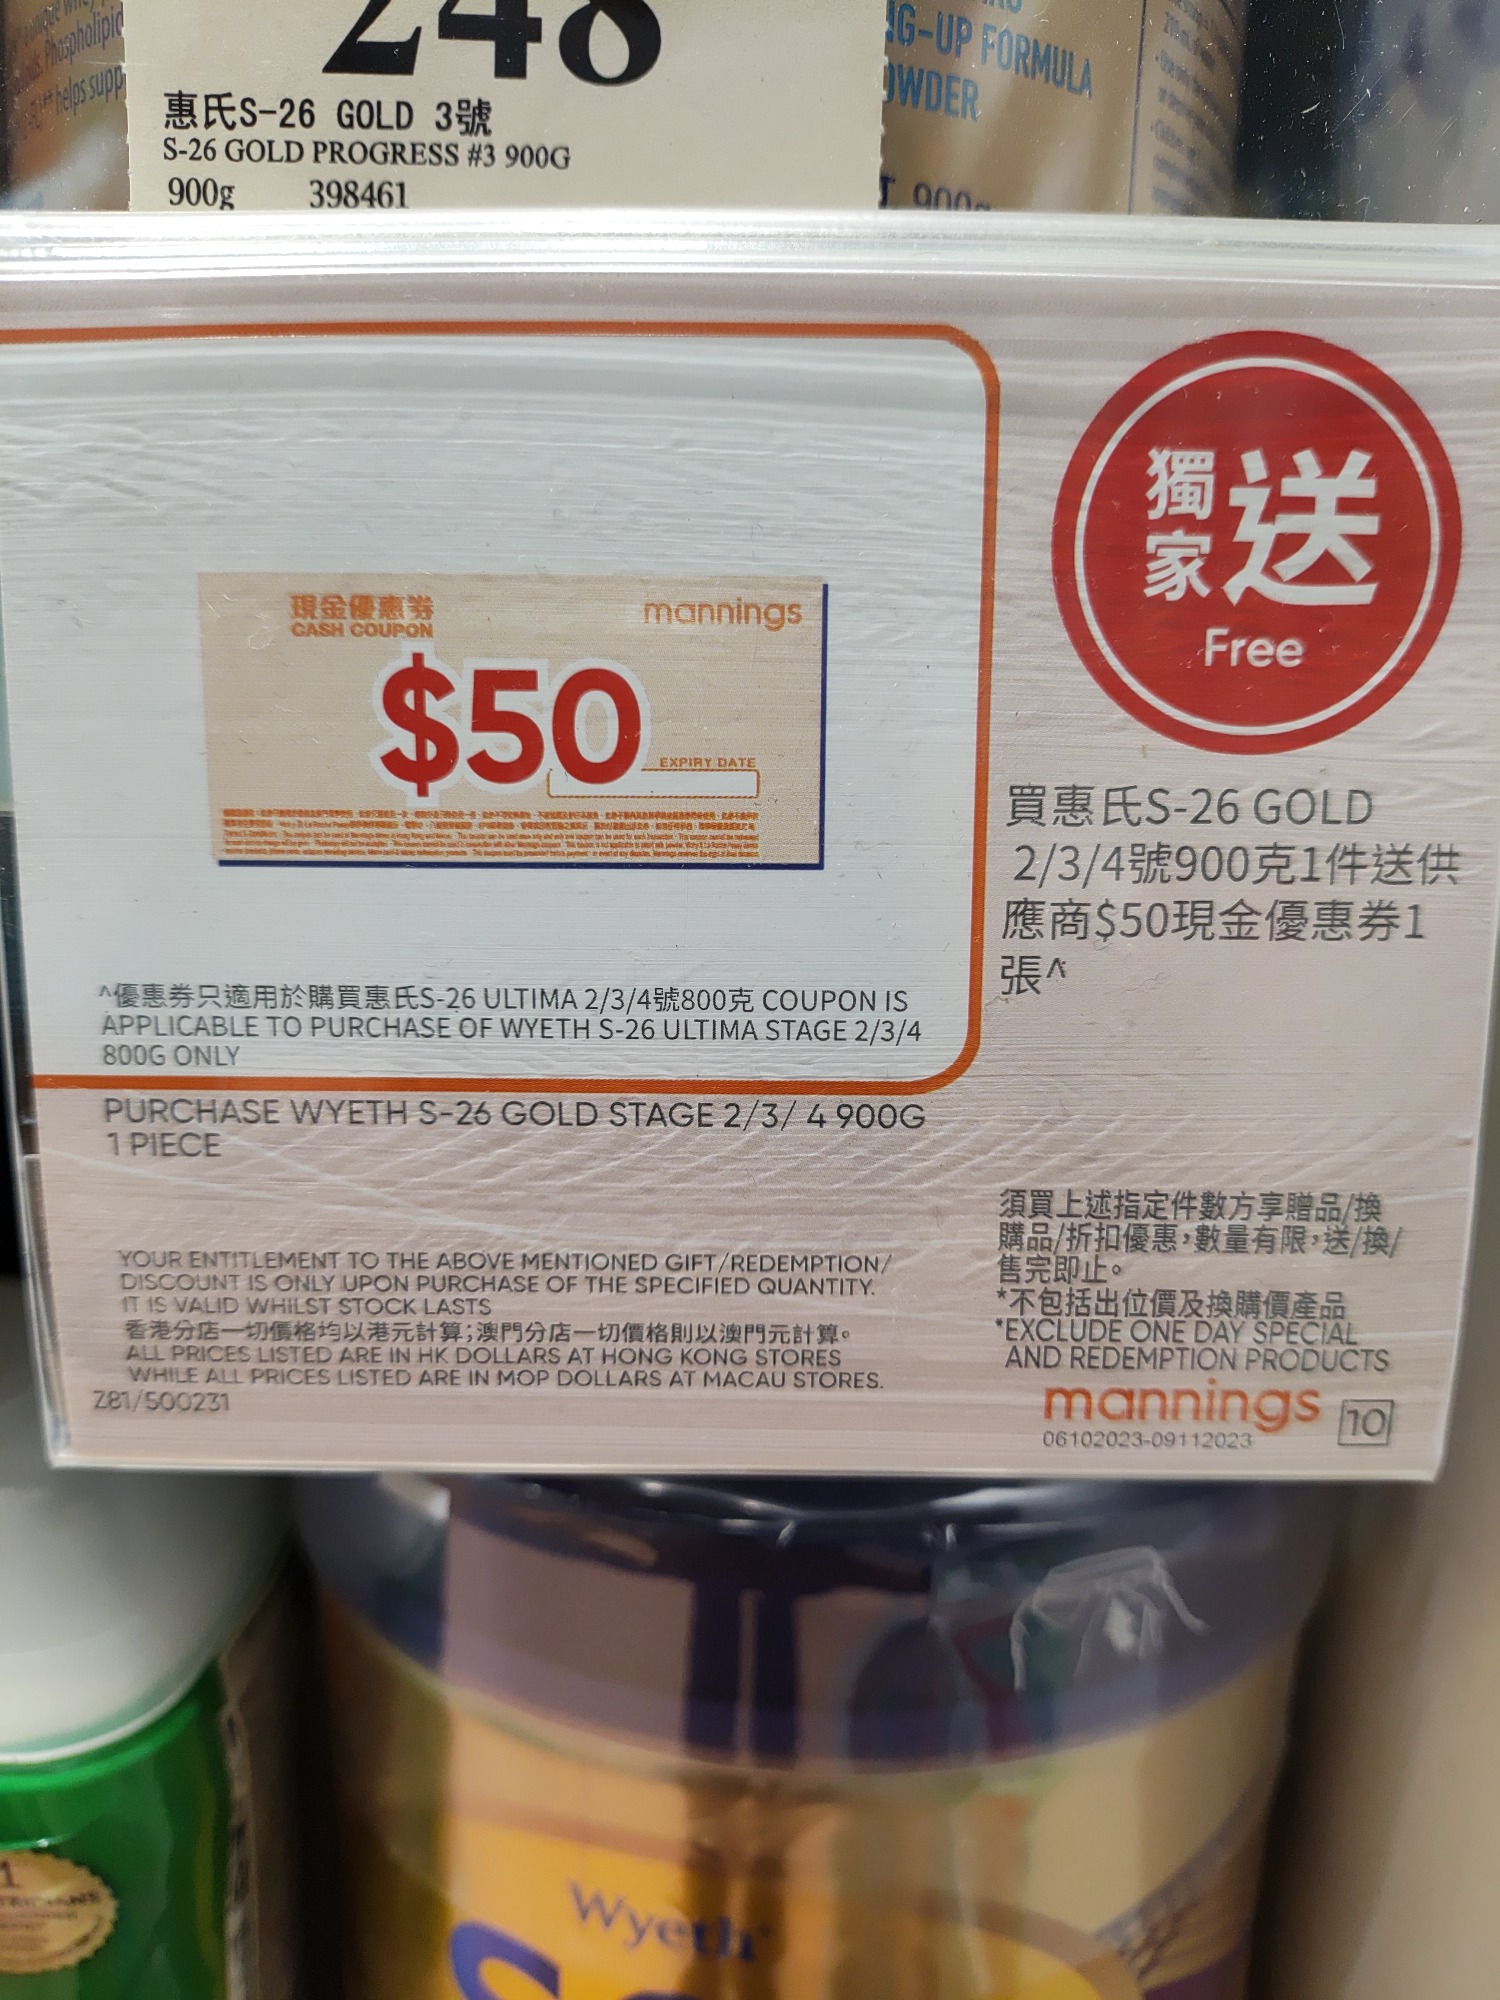 248
惠氏S-26 GOLD 3號
S-26 GOLD PROGRESS #3 900G
900g 398461
Phospholipid
helps supp
G-UP FORMULA
WDER
900g
獨家送
Free
現金優惠券
CASH COUPON
mannings
$50
EXPIRY DATE
買惠氏S-26 GOLD
2/3/4號900克1件送供
應商$50現金優惠券1
張^
^優惠券只適用於購買惠氏S-26 ULTIMA 2/3/4號800克 COUPON IS
APPLICABLE TO PURCHASE OF WYETH S-26 ULTIMA STAGE 2/3/4
800G ONLY
PURCHASE WYETH S-26 GOLD STAGE 2/3/ 4 900G
1 PIECE
YOUR ENTITLEMENT TO THE ABOVE MENTIONED GIFT/REDEMPTION/
DISCOUNT IS ONLY UPON PURCHASE OF THE SPECIFIED QUANTITY.
IT IS VALID WHILST STOCK LASTS
香港分店一切價格均以港元計算;澳門分店一切價格則以澳門元計算。
ALL PRICES LISTED ARE IN HK DOLLARS AT HONG KONG STORES
WHILE ALL PRICES LISTED ARE IN MOP DOLLARS AT MACAU STORES.
Z81/500231
須買上述指定件數方享贈品/換
購品/折扣優惠，數量有限，送/換/
售完即止。
*不包括出位價及換購價產品
*EXCLUDE ONE DAY SPECIAL
AND REDEMPTION PRODUCTS
mannings 10
06102023-09112023
Wyeth